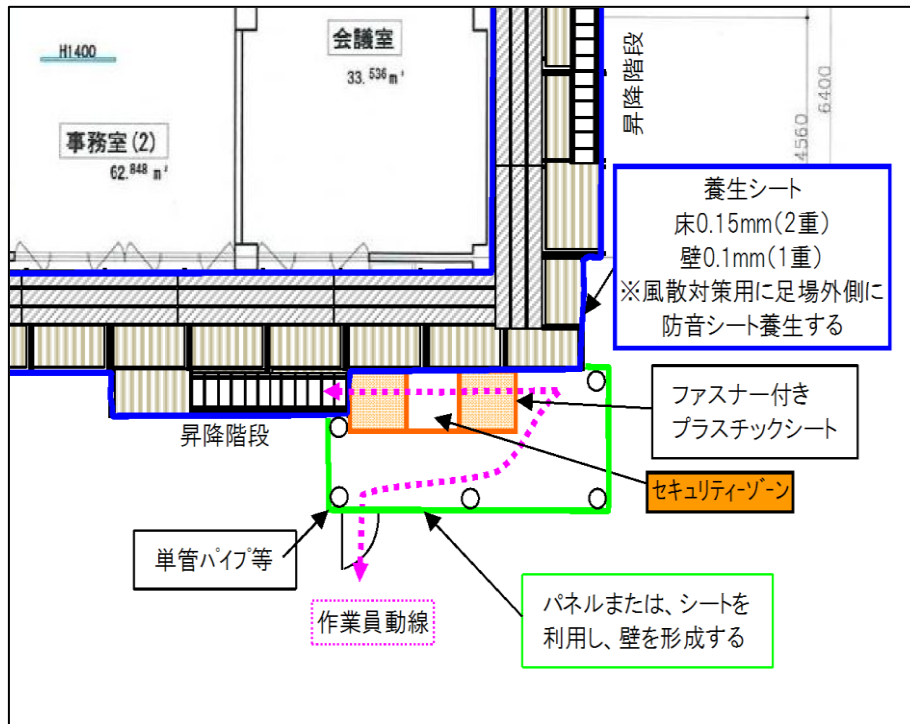 H1400
会議室
33.536㎡
事務室(2)
62.848㎡
昇降階段
4560
6400
養生シート
床0.15mm(2重)
壁0.1mm(1重)
※風散対策用に足場外側に
防音シート養生する
昇降階段
ファスナー付き
プラスチックシート
セキュリティーゾーン
単管パイプ等
作業員動線
パネルまたは、シートを
利用し、壁を形成する